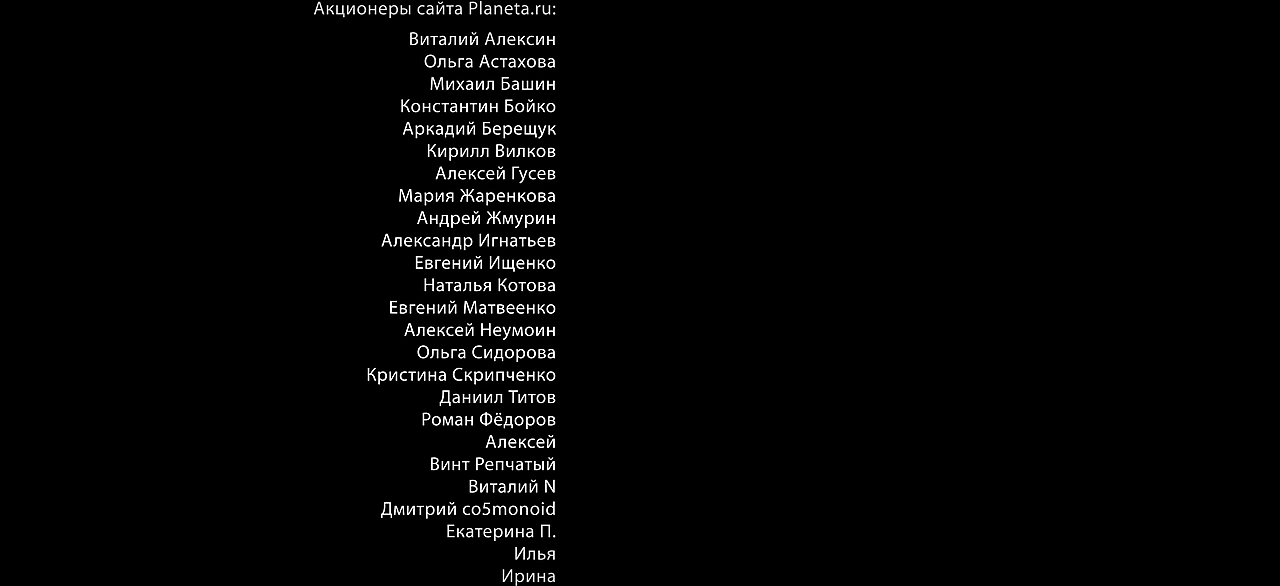 Акционеры сайта Planeta.ru:
Виталий Алексин
Ольга Астахова
Михаил Башин
Константин Бойко
Аркадий Берещук
Кирилл Вилков
Алексей Гусев
Мария Жаренкова
Андрей Жмурин
Александр Игнатьев
Евгений Ищенко
Наталья Котова
Евгений Матвеенко
Алексей Неумоин
Ольга Сидорова
Кристина Скрипченко
Даниил Титов
Роман Фёдоров
Алексей
Винт Репчатый
Виталий N
Дмитрий co5monoid
Екатерина П.
Илья
Ирина